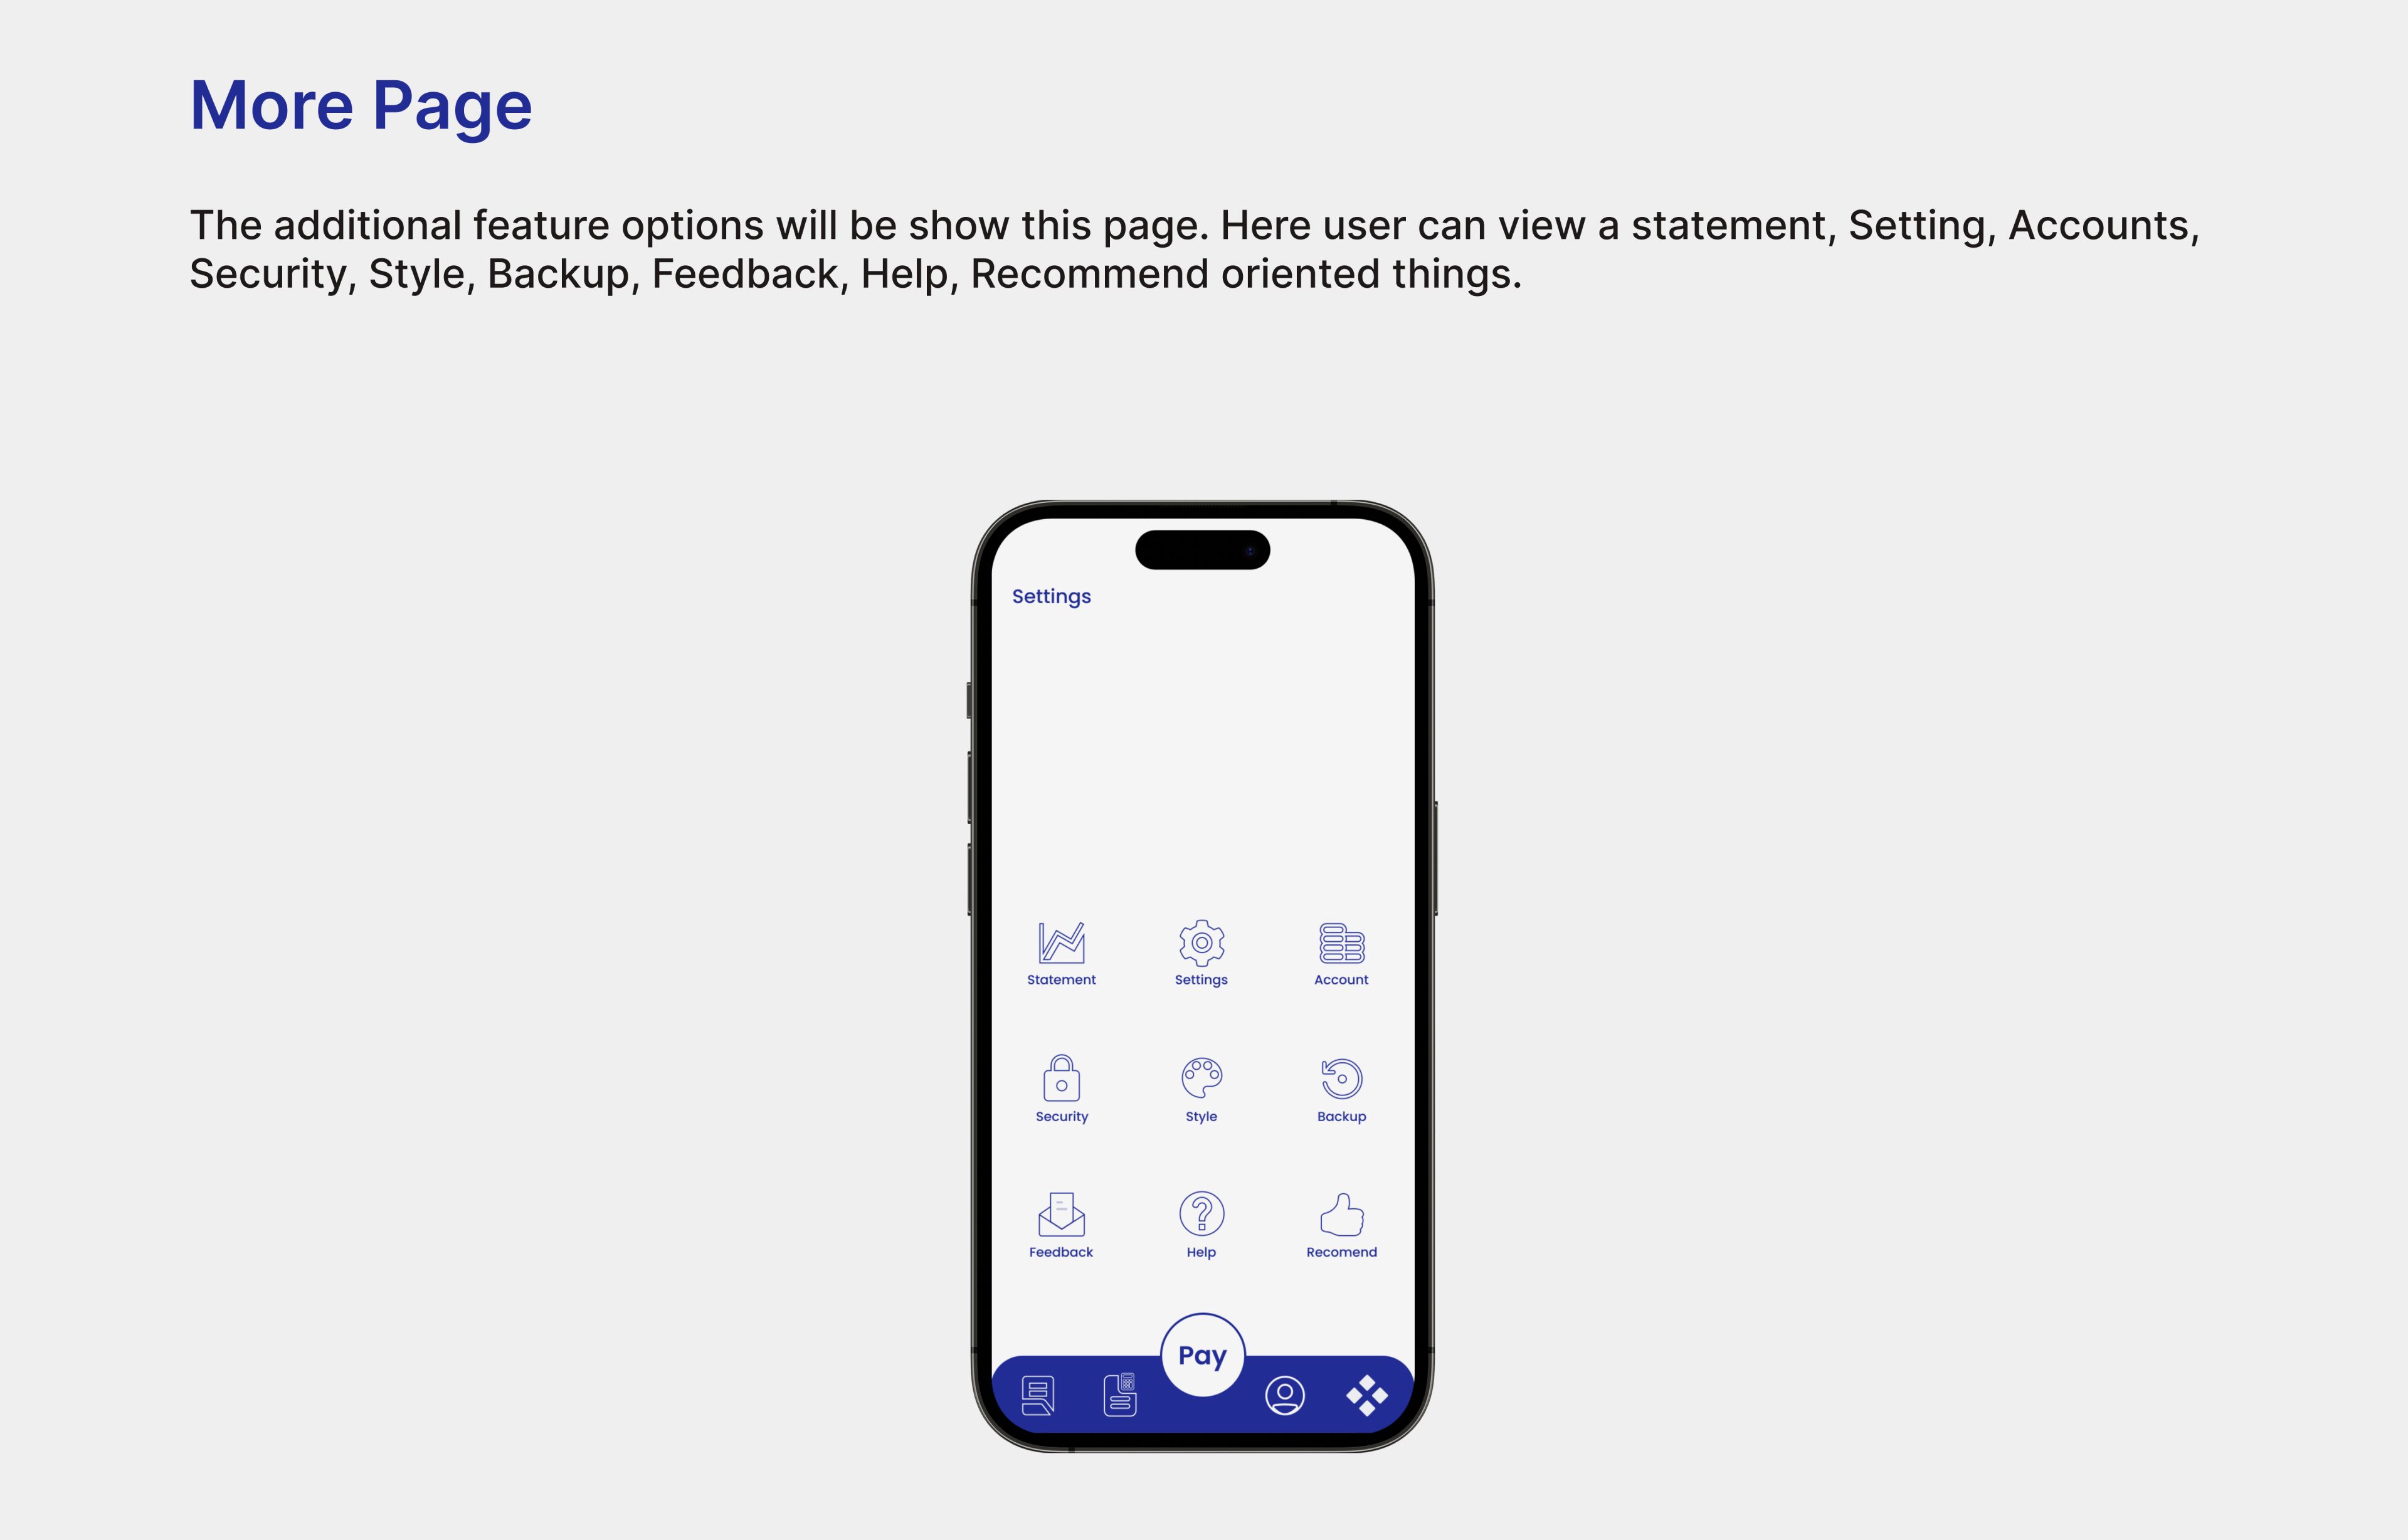 More Page
The additional feature options will be show this page. Here user can view a statement, Setting, Accounts,
Security, Style, Backup, Feedback, Help, Recommend oriented things.
Settings
Statement Settings Account
Security Style Backup
Feedback Help Recomend
Pay